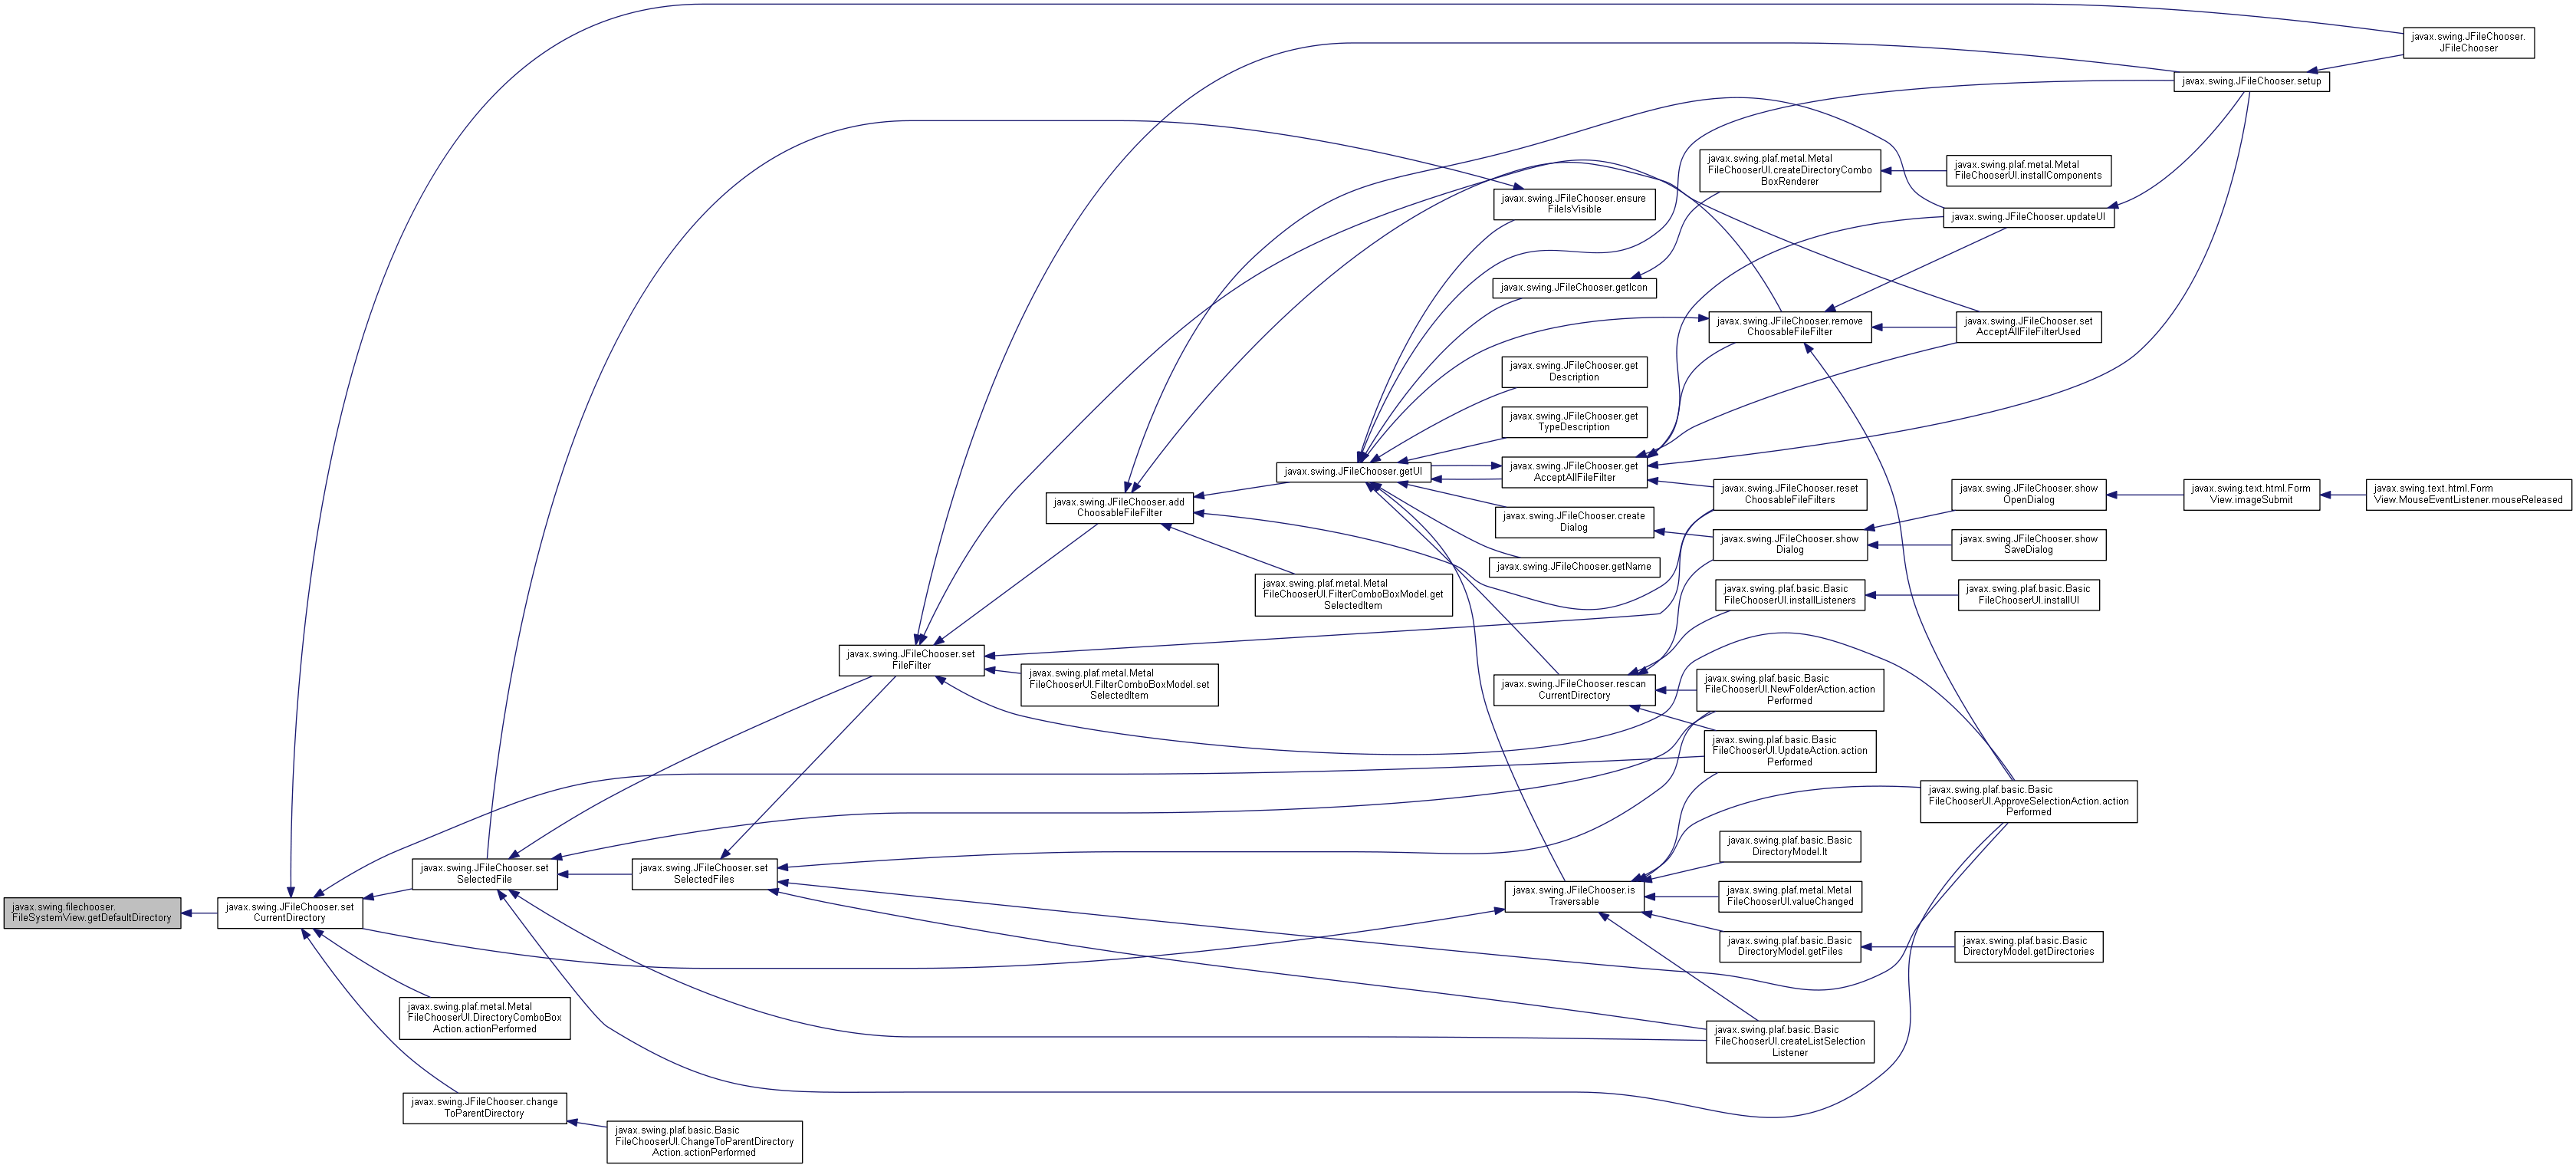 javax.swing.filechooser.
FileSystemView.getDefaultDirectory
javax.swing.JFileChooser.set
CurrentDirectory
javax.swing.JFileChooser.set
SelectedFile
javax.swing.plaf.metal.Metal
FileChooserUI.DirectoryComboBox
Action.actionPerformed
javax.swing.JFileChooser.change
ToParentDirectory
javax.swing.plaf.basic.Basic
FileChooserUI.ChangeToParentDirectory
Action.actionPerformed
javax.swing.JFileChooser.set
SelectedFiles
javax.swing.JFileChooser.set
FileFilter
javax.swing.plaf.metal.Metal
FileChooserUI.FilterComboBoxModel.set
SelectedItem
javax.swing.JFileChooser.add
ChoosableFileFilter
javax.swing.plaf.metal.Metal
FileChooserUI.FilterComboBoxModel.get
SelectedItem
javax.swing.JFileChooser.getUI
javax.swing.JFileChooser.ensure
FileIsVisible
javax.swing.JFileChooser.getIcon
javax.swing.JFileChooser.get
Description
javax.swing.JFileChooser.get
TypeDescription
javax.swing.JFileChooser.get
AcceptAllFileFilter
javax.swing.JFileChooser.create
Dialog
javax.swing.JFileChooser.getName
javax.swing.JFileChooser.rescan
CurrentDirectory
javax.swing.JFileChooser.is
Traversable
javax.swing.plaf.metal.Metal
FileChooserUI.createDirectoryCombo
BoxRenderer
javax.swing.JFileChooser.remove
ChoosableFileFilter
javax.swing.JFileChooser.reset
ChoosableFileFilters
javax.swing.JFileChooser.show
Dialog
javax.swing.plaf.basic.Basic
FileChooserUI.installListeners
javax.swing.plaf.basic.Basic
FileChooserUI.NewFolderAction.action
Performed
javax.swing.plaf.basic.Basic
FileChooserUI.UpdateAction.action
Performed
javax.swing.plaf.basic.Basic
DirectoryModel.lt
javax.swing.plaf.metal.Metal
FileChooserUI.valueChanged
javax.swing.plaf.basic.Basic
DirectoryModel.getFiles
javax.swing.plaf.basic.Basic
FileChooserUI.createListSelection
Listener
javax.swing.plaf.metal.Metal
FileChooserUI.installComponents
javax.swing.JFileChooser.updateUI
javax.swing.JFileChooser.set
AcceptAllFileFilterUsed
javax.swing.JFileChooser.show
OpenDialog
javax.swing.JFileChooser.show
SaveDialog
javax.swing.plaf.basic.Basic
FileChooserUI.installUI
javax.swing.plaf.basic.Basic
FileChooserUI.ApproveSelectionAction.action
Performed
javax.swing.plaf.basic.Basic
DirectoryModel.getDirectories
javax.swing.JFileChooser.setup
javax.swing.text.html.Form
View.imageSubmit
javax.swing.JFileChooser.
JFileChooser
javax.swing.text.html.Form
View.MouseEventListener.mouseReleased